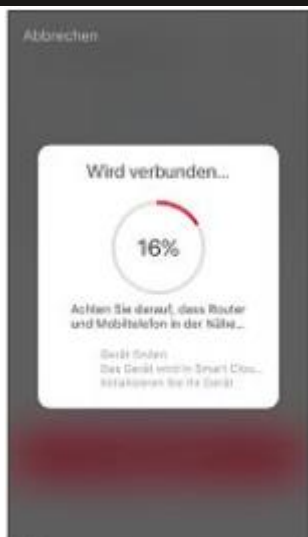 Abbrechen
Wird verbunden...
16%
Achten Sie darauf, dass Router
und Mobiltelefon in der Nähe...
Gerät finden
Das Gerät wird in Smart Clou...
Initialisieren Sie Ihr Gerät